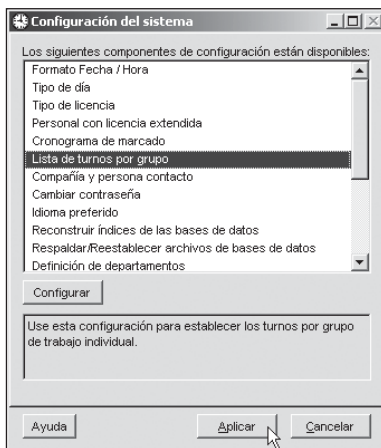 Configuración del sistema
Los siguientes componentes de configuración están disponibles:
Formato Fecha / Hora
Tipo de día
Tipo de licencia
Personal con licencia extendida
Cronograma de marcado
Lista de turnos por grupo
Compañía y persona contacto
Cambiar contraseña
Idioma preferido
Reconstruir índices de las bases de datos
Respaldar/Reestablecer archivos de bases de datos
Definición de departamentos
Configurar
Use esta configuración para establecer los turnos por grupo
de trabajo individual.
Ayuda Aplicar Cancelar